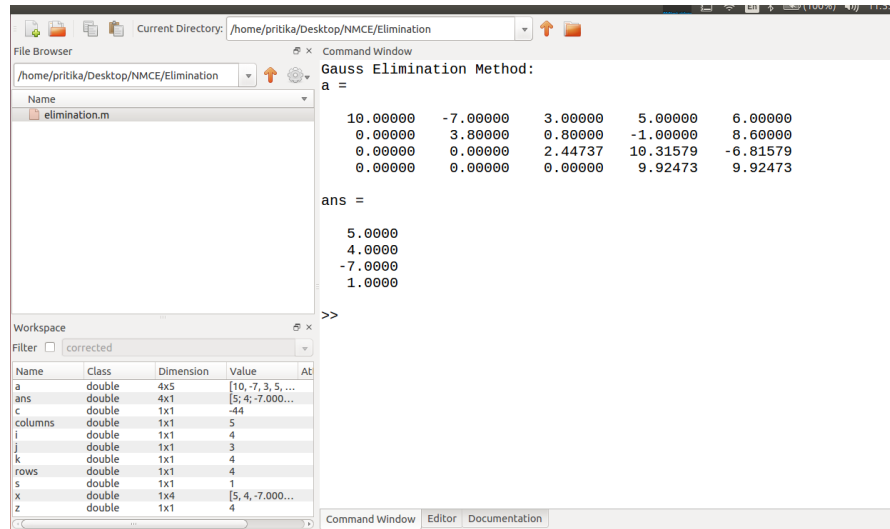 En (100%) 11:5
Current Directory: /home/pritika/Desktop/NMCE/Elimination
File Browser
Command Window
/home/pritika/Desktop/NMCE/Elimination
Name
elimination.m
Gauss Elimination Method:
a =
10.00000 -7.00000 3.00000 5.00000 6.00000
0.00000 3.80000 0.80000 -1.00000 8.60000
0.00000 0.00000 2.44737 10.31579 -6.81579
0.00000 0.00000 0.00000 9.92473 9.92473
ans =
5.0000
4.0000
-7.0000
1.0000
>>
Workspace
Filter corrected
Name Class Dimension Value Att
a double 4x5 [10, -7, 3, 5, ...
ans double 4x1 [5; 4; -7.000...
c double 1x1 -44
columns double 1x1 5
i double 1x1 4
j double 1x1 3
k double 1x1 4
rows double 1x1 4
s double 1x1 1
x double 1x4 [5, 4, -7.000...
z double 1x1 4
Command Window Editor Documentation